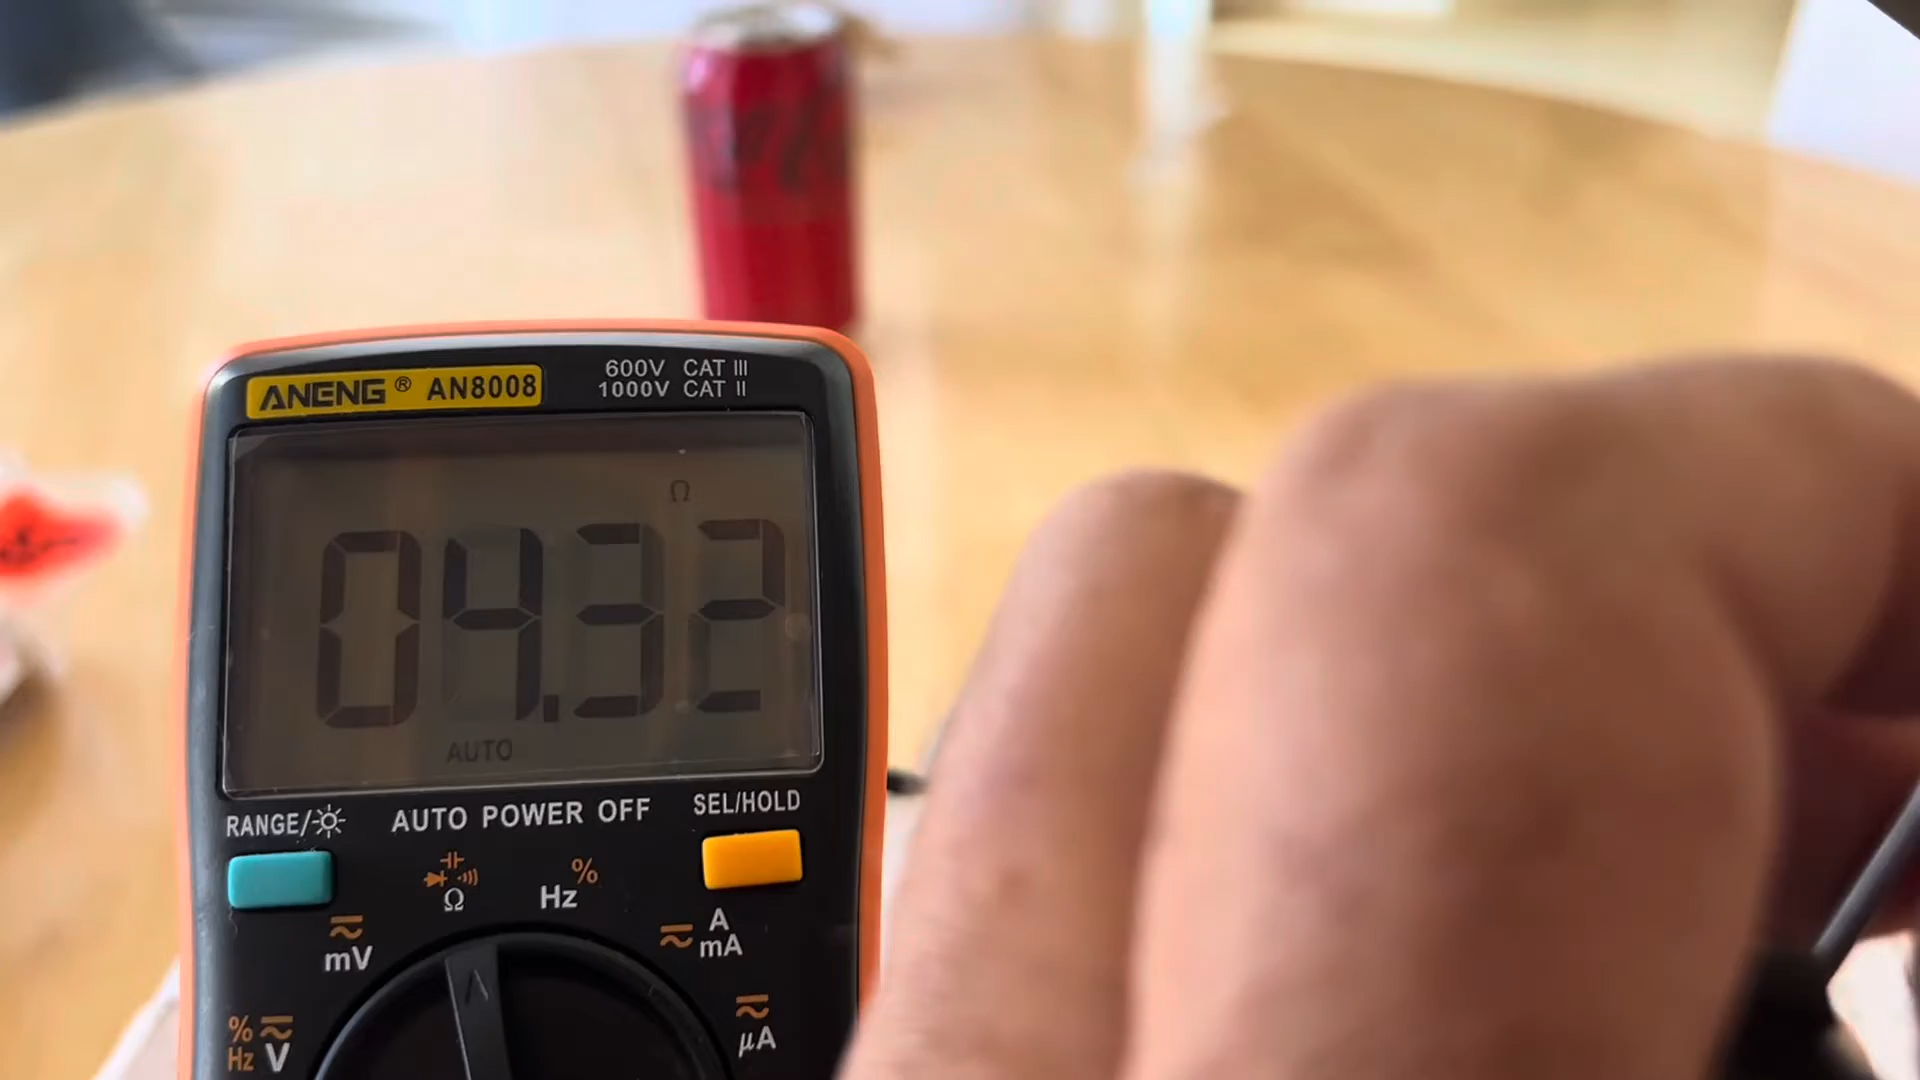 ANENG® AN8008
600V CAT III
1000V CAT II
Ω
04.32
AUTO
RANGE/
AUTO POWER OFF
SEL/HOLD
Ω
Hz %
mV
A
mA
% Hz V
µA